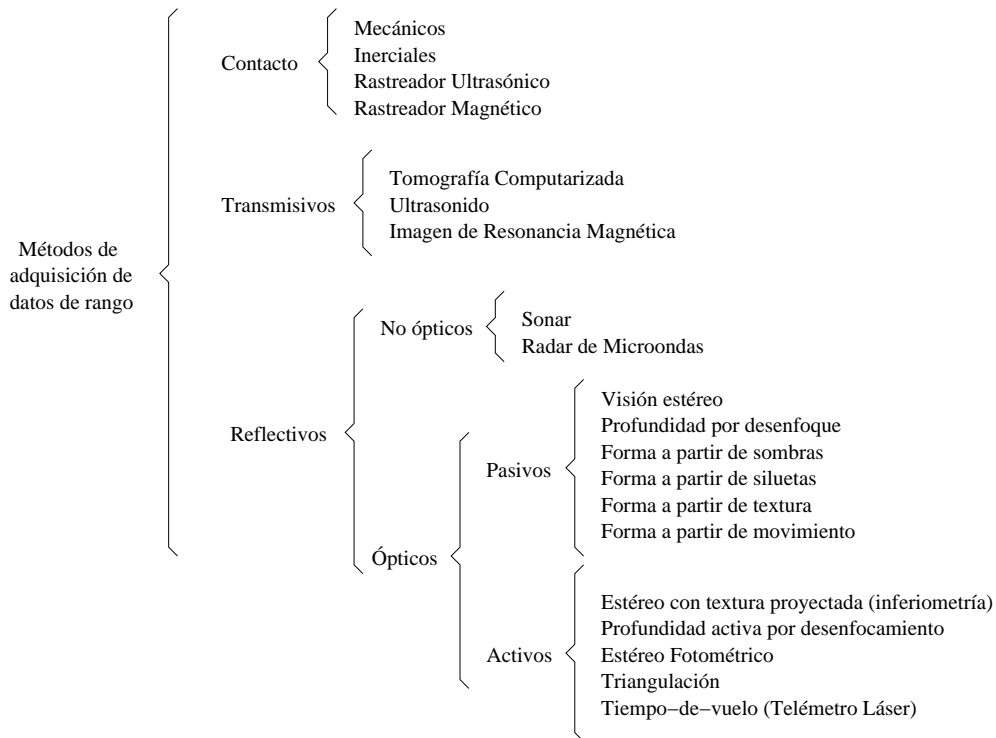 Métodos de
adquisición de
datos de rango
Contacto
Mecánicos
Inerciales
Rastreador Ultrasónico
Rastreador Magnético
Transmisivos
Tomografía Computarizada
Ultrasonido
Imagen de Resonancia Magnética
Reflectivos
No ópticos
Sonar
Radar de Microondas
Ópticos
Pasivos
Visión estéreo
Profundidad por desenfoque
Forma a partir de sombras
Forma a partir de siluetas
Forma a partir de textura
Forma a partir de movimiento
Activos
Estéreo con textura proyectada (inferiometría)
Profundidad activa por desenfocamiento
Estéreo Fotométrico
Triangulación
Tiempo−de−vuelo (Telémetro Láser)